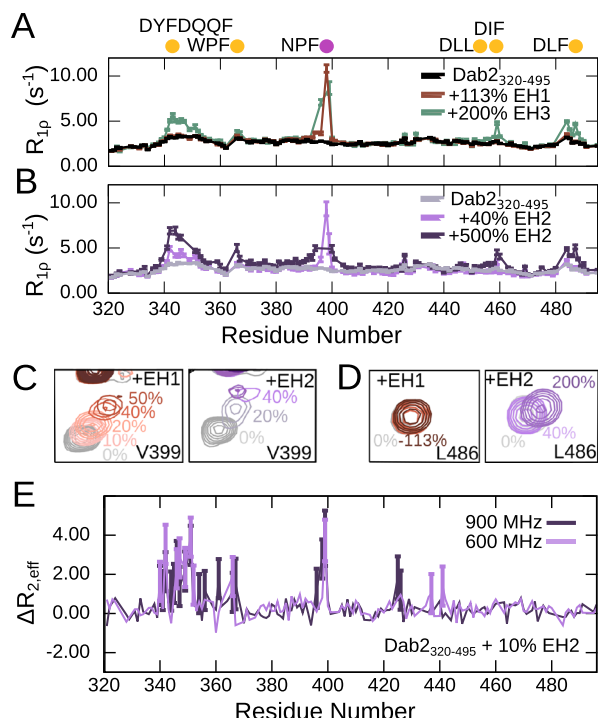 A
DYFDQQF
WPF
NPF
DLL
DIF
DLF
10.00
5.00
0.00
R1ρ (s-1)
Dab2320-495
+113% EH1
+200% EH3
B
10.00
5.00
0.00
R1ρ (s-1)
Dab2320-495
+40% EH2
+500% EH2
320 340 360 380 400 420 440 460 480
Residue Number
C
+EH1
50%
40%
20%
10%
0%
V399
+EH2
40%
20%
0%
V399
D
+EH1
0%-113%
L486
+EH2
200%
0%
40%
L486
E
4.00
2.00
0.00
-2.00
ΔR2,eff
900 MHz
600 MHz
Dab2320-495 + 10% EH2
320 340 360 380 400 420 440 460 480
Residue Number